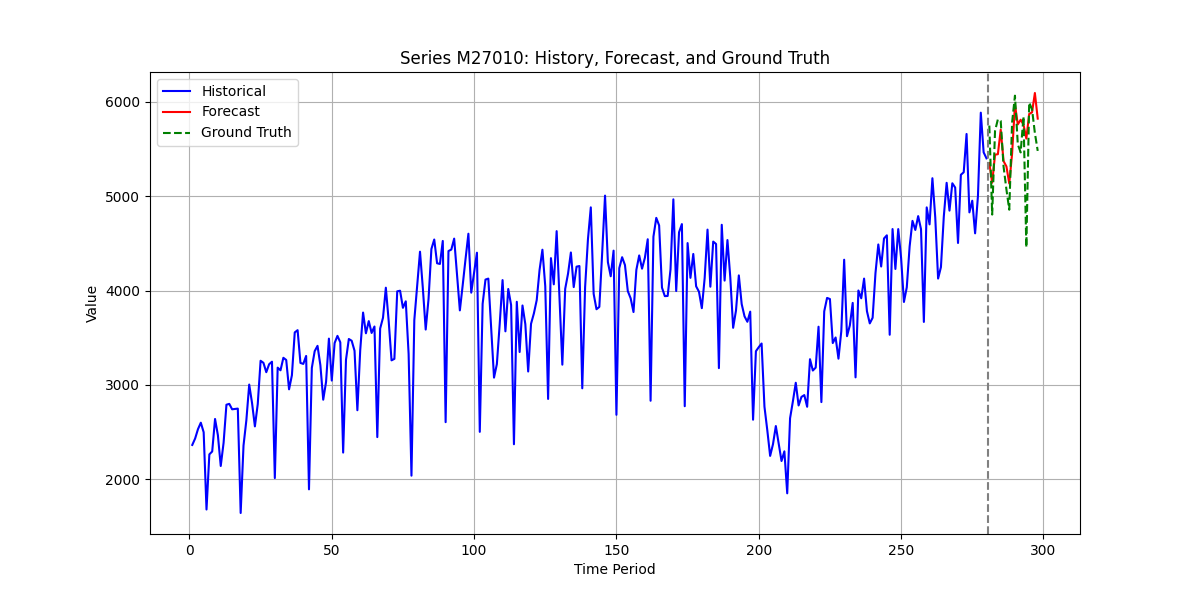 Series M27010: History, Forecast, and Ground Truth
Historical
Forecast
Ground Truth
6000
5000
4000
3000
2000
Value
0 50 100 150 200 250 300
Time Period